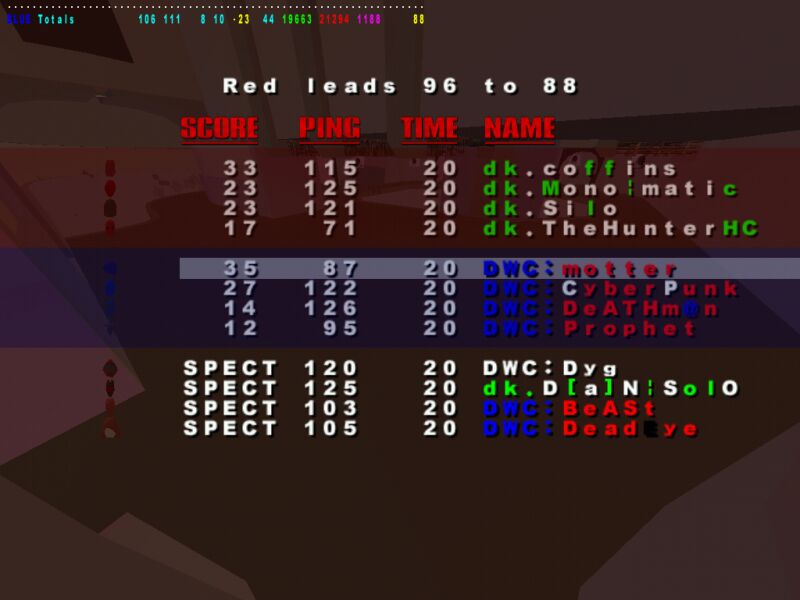 BLUE Totals 106 111 8 10 -23 44 19663 21294 1188 88
Red leads 96 to 88
SCORE PING TIME NAME
33 115 20 dk.coffins
23 125 20 dk.Mono¦matic
23 121 20 dk.Silo
17 71 20 dk.TheHunterHC
35 87 20 DWC:motter
27 122 20 DWC:CyberPunk
14 126 20 DWC:DeATHm@n
12 95 20 DWC:Prophet
SPECT 120 20 DWC:Dyg
SPECT 125 20 dk.D[a]N¦SolO
SPECT 103 20 DWC:BeASt
SPECT 105 20 DWC:DeadEye